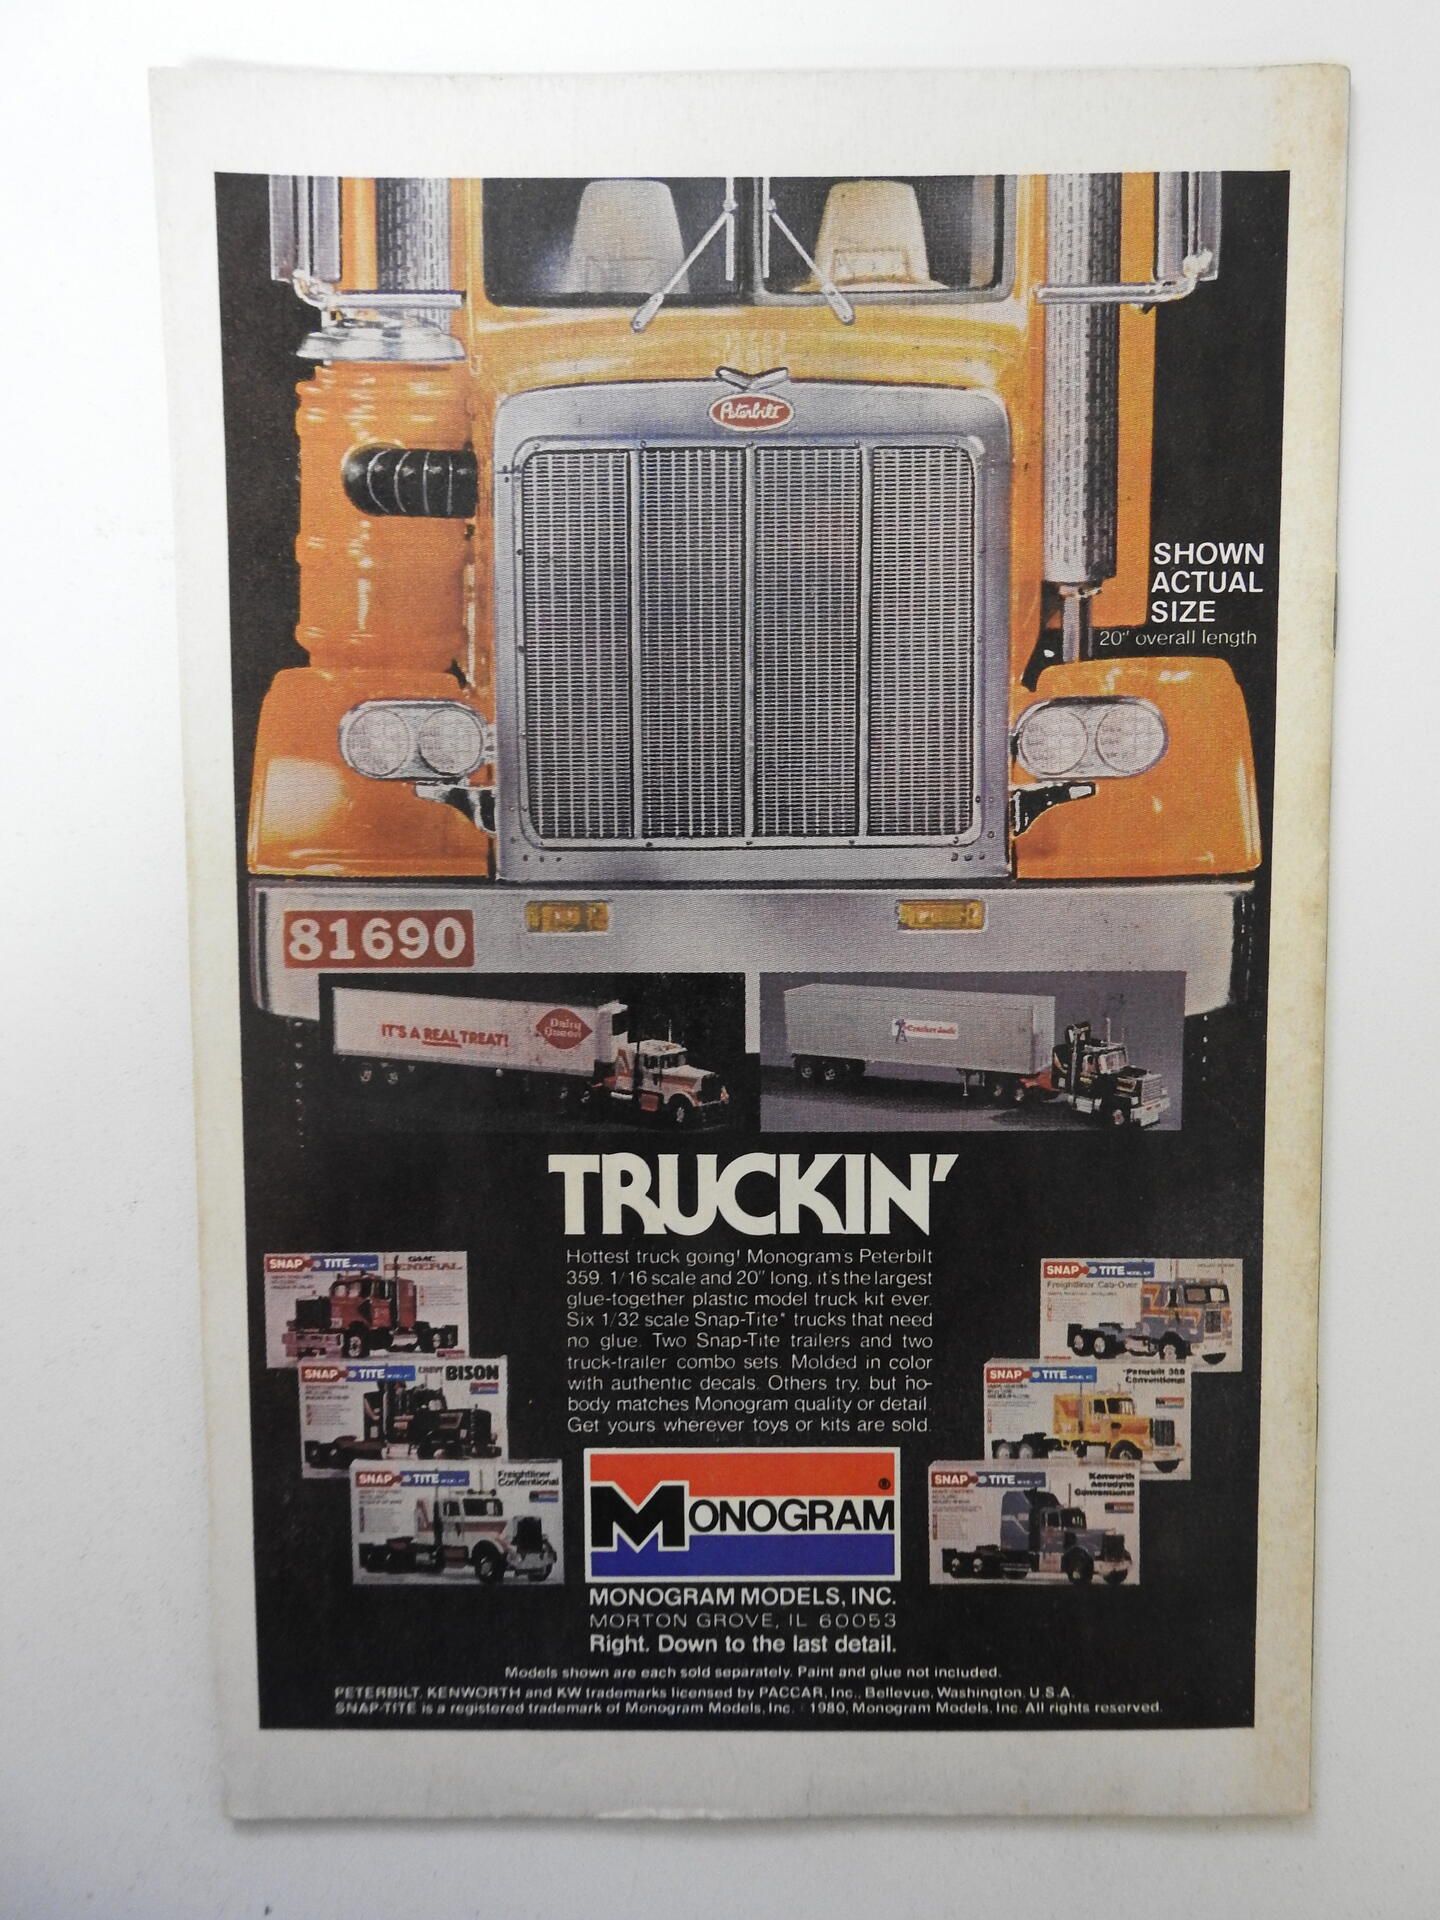 Peterbilt
SHOWN
ACTUAL
SIZE
20" overall length
81690
IT'S A REAL TREAT!
Dairy
Queen
Cracker Jack
TRUCKIN'
Hottest truck going! Monogram's Peterbilt
359. 1/16 scale and 20" long, it's the largest
glue-together plastic model truck kit ever.
Six 1/32 scale Snap-Tite* trucks that need
no glue. Two Snap-Tite trailers and two
truck-trailer combo sets. Molded in color
with authentic decals. Others try, but no-
body matches Monogram quality or detail.
Get yours wherever toys or kits are sold.
SNAP TITE
GMC
GENERAL
SNAP TITE
CHEVY BISON
SNAP TITE
Freightliner
Conventional
SNAP TITE
Freightliner Cab-Over
SNAP TITE
Peterbilt 359
Conventional
SNAP TITE
Kenworth
Aerodyne
Conventional
MONOGRAM ®
MONOGRAM MODELS, INC.
MORTON GROVE, IL 60053
Right. Down to the last detail.
Models shown are each sold separately. Paint and glue not included.
PETERBILT, KENWORTH and KW trademarks licensed by PACCAR, Inc., Bellevue, Washington, U.S.A.
SNAP-TITE is a registered trademark of Monogram Models, Inc. 1980, Monogram Models, Inc. All rights reserved.